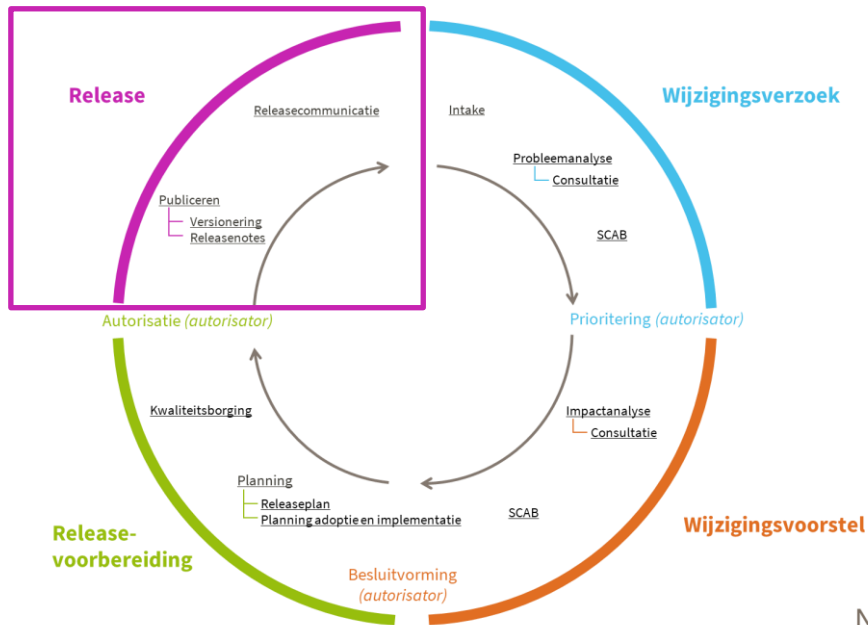 Release
Releasecommunicatie
Publiceren
Versionering
Releasenotes
Intake
Wijzigingsverzoek
Probleemanalyse
Consultatie
SCAB
Autorisatie (autorisator)
Prioritering (autorisator)
Kwaliteitsborging
Impactanalyse
Consultatie
Planning
Releaseplan
Planning adoptie en implementatie
SCAB
Release-
voorbereiding
Wijzigingsvoorstel
Besluitvorming
(autorisator)
N